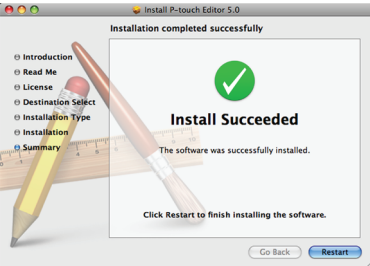 Install P-touch Editor 5.0
Installation completed successfully
Introduction
Read Me
License
Destination Select
Installation Type
Installation
Summary
Install Succeeded
The software was successfully installed.
Click Restart to finish installing the software.
Go Back
Restart